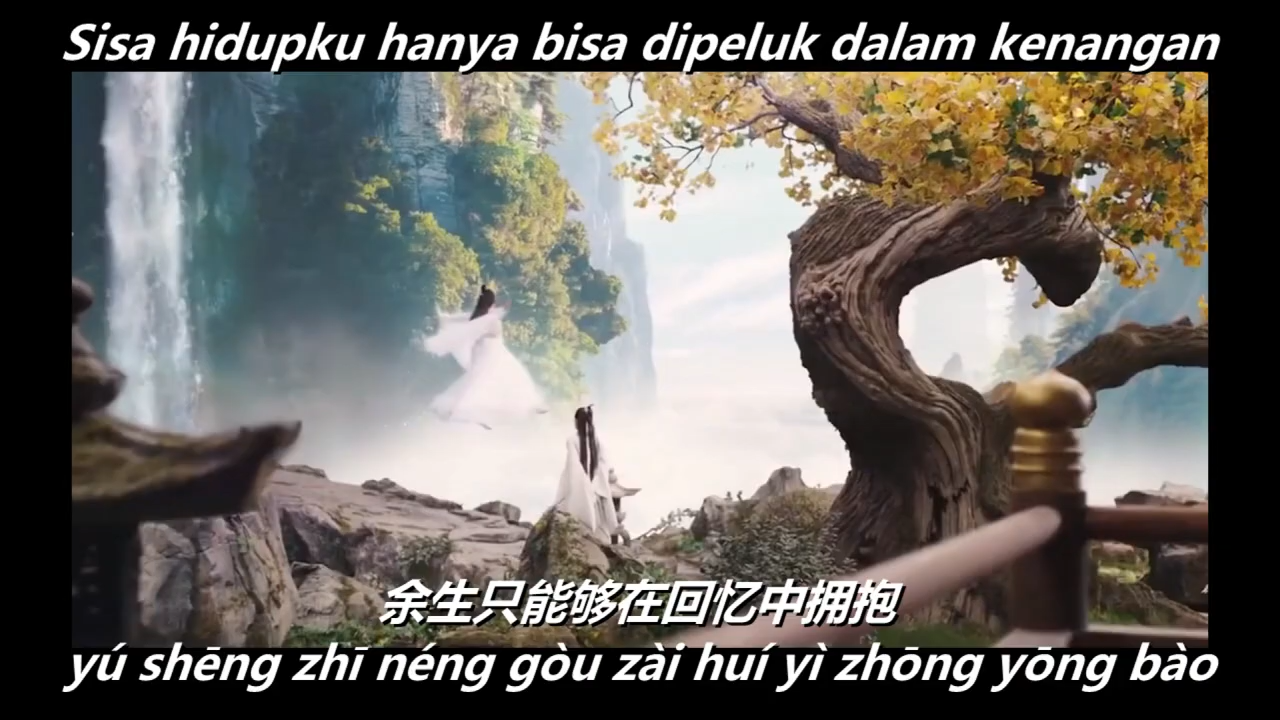 Sisa hidupku hanya bisa dipeluk dalam kenangan
余生只能够在回忆中拥抱
yú shēng zhī néng gòu zài huí yì zhōng yōng bào